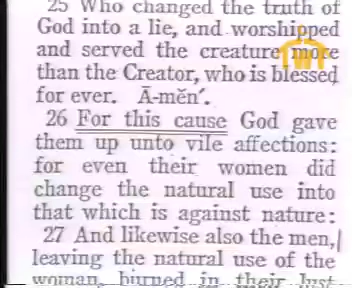 25 Who changed the truth of
God into a lie, and worshipped
and served the creature more
than the Creator, who is blessed
for ever. Ā-mĕn′.
26 For this cause God gave
them up unto vile affections:
for even their women did
change the natural use into
that which is against nature:
27 And likewise also the men,
leaving the natural use of the
woman, burned in their lust